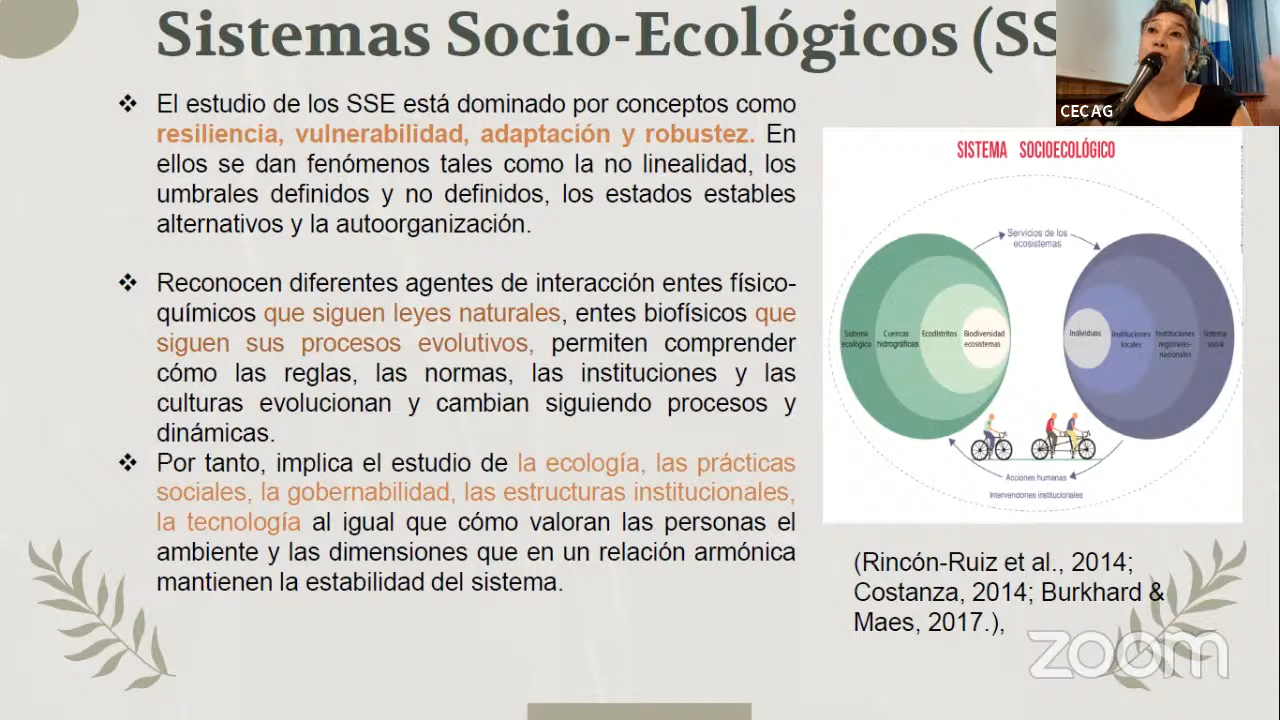 Sistemas Socio-Ecológicos (SS
CECAG
❖ El estudio de los SSE está dominado por conceptos como
resiliencia, vulnerabilidad, adaptación y robustez. En
ellos se dan fenómenos tales como la no linealidad, los
umbrales definidos y no definidos, los estados estables
alternativos y la autoorganización.
❖ Reconocen diferentes agentes de interacción entes físico-
químicos que siguen leyes naturales, entes biofísicos que
siguen sus procesos evolutivos, permiten comprender
cómo las reglas, las normas, las instituciones y las
culturas evolucionan y cambian siguiendo procesos y
dinámicas.
❖ Por tanto, implica el estudio de la ecología, las prácticas
sociales, la gobernabilidad, las estructuras institucionales,
la tecnología al igual que cómo valoran las personas el
ambiente y las dimensiones que en un relación armónica
mantienen la estabilidad del sistema.
SISTEMA SOCIOECOLÓGICO
Servicios de los
ecosistemas
Sistema
ecológico
Cuencas
hidrográficas
Ecodistritos
Biodiversidad
ecosistemas
Individuos
Instituciones
locales
Instituciones
regionales-
nacionales
Sistema
social
Acciones humanas
Intervenciones institucionales
(Rincón-Ruiz et al., 2014;
Costanza, 2014; Burkhard &
Maes, 2017.),
zoom